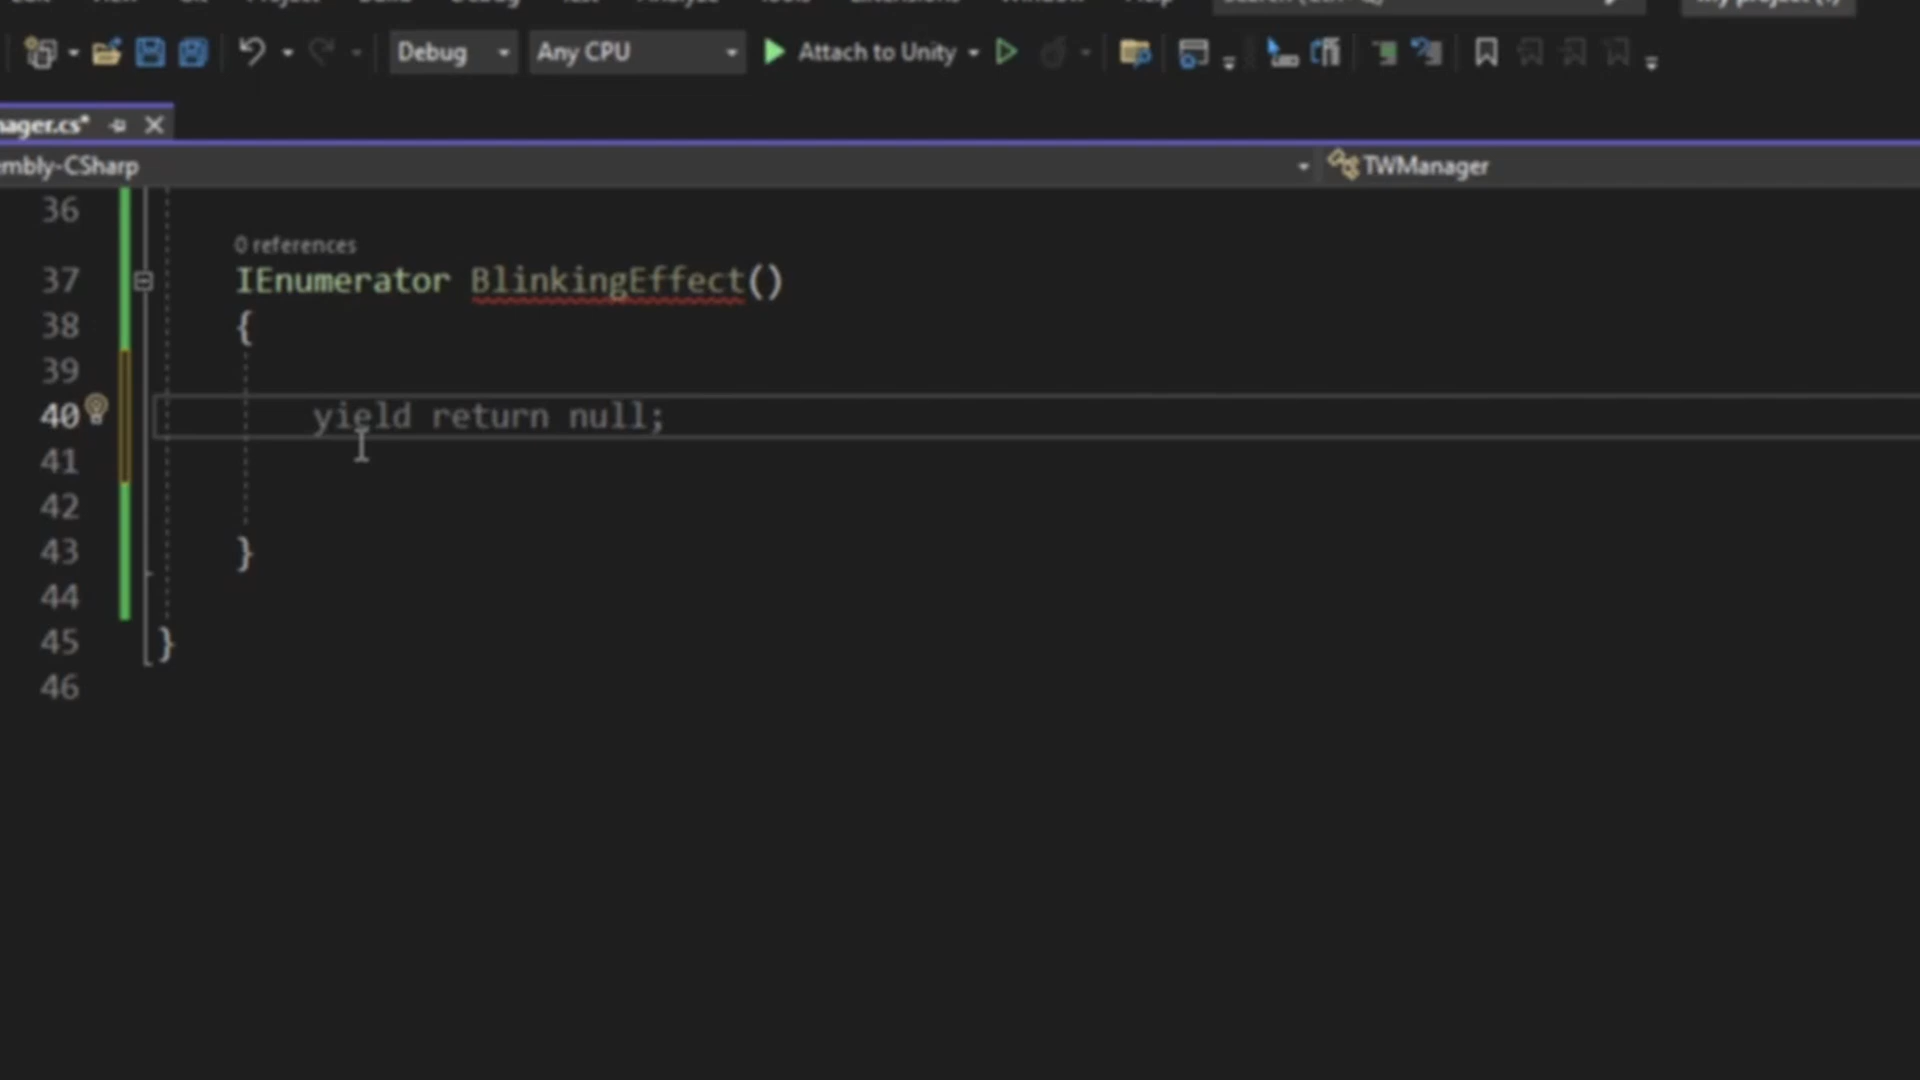 Debug Any CPU Attach to Unity
nager.cs*
mbly-CSharp TWManager
36
0 references
37 IEnumerator BlinkingEffect()
38 {
39
40 yield return null;
41
42
43 }
44
45 }
46